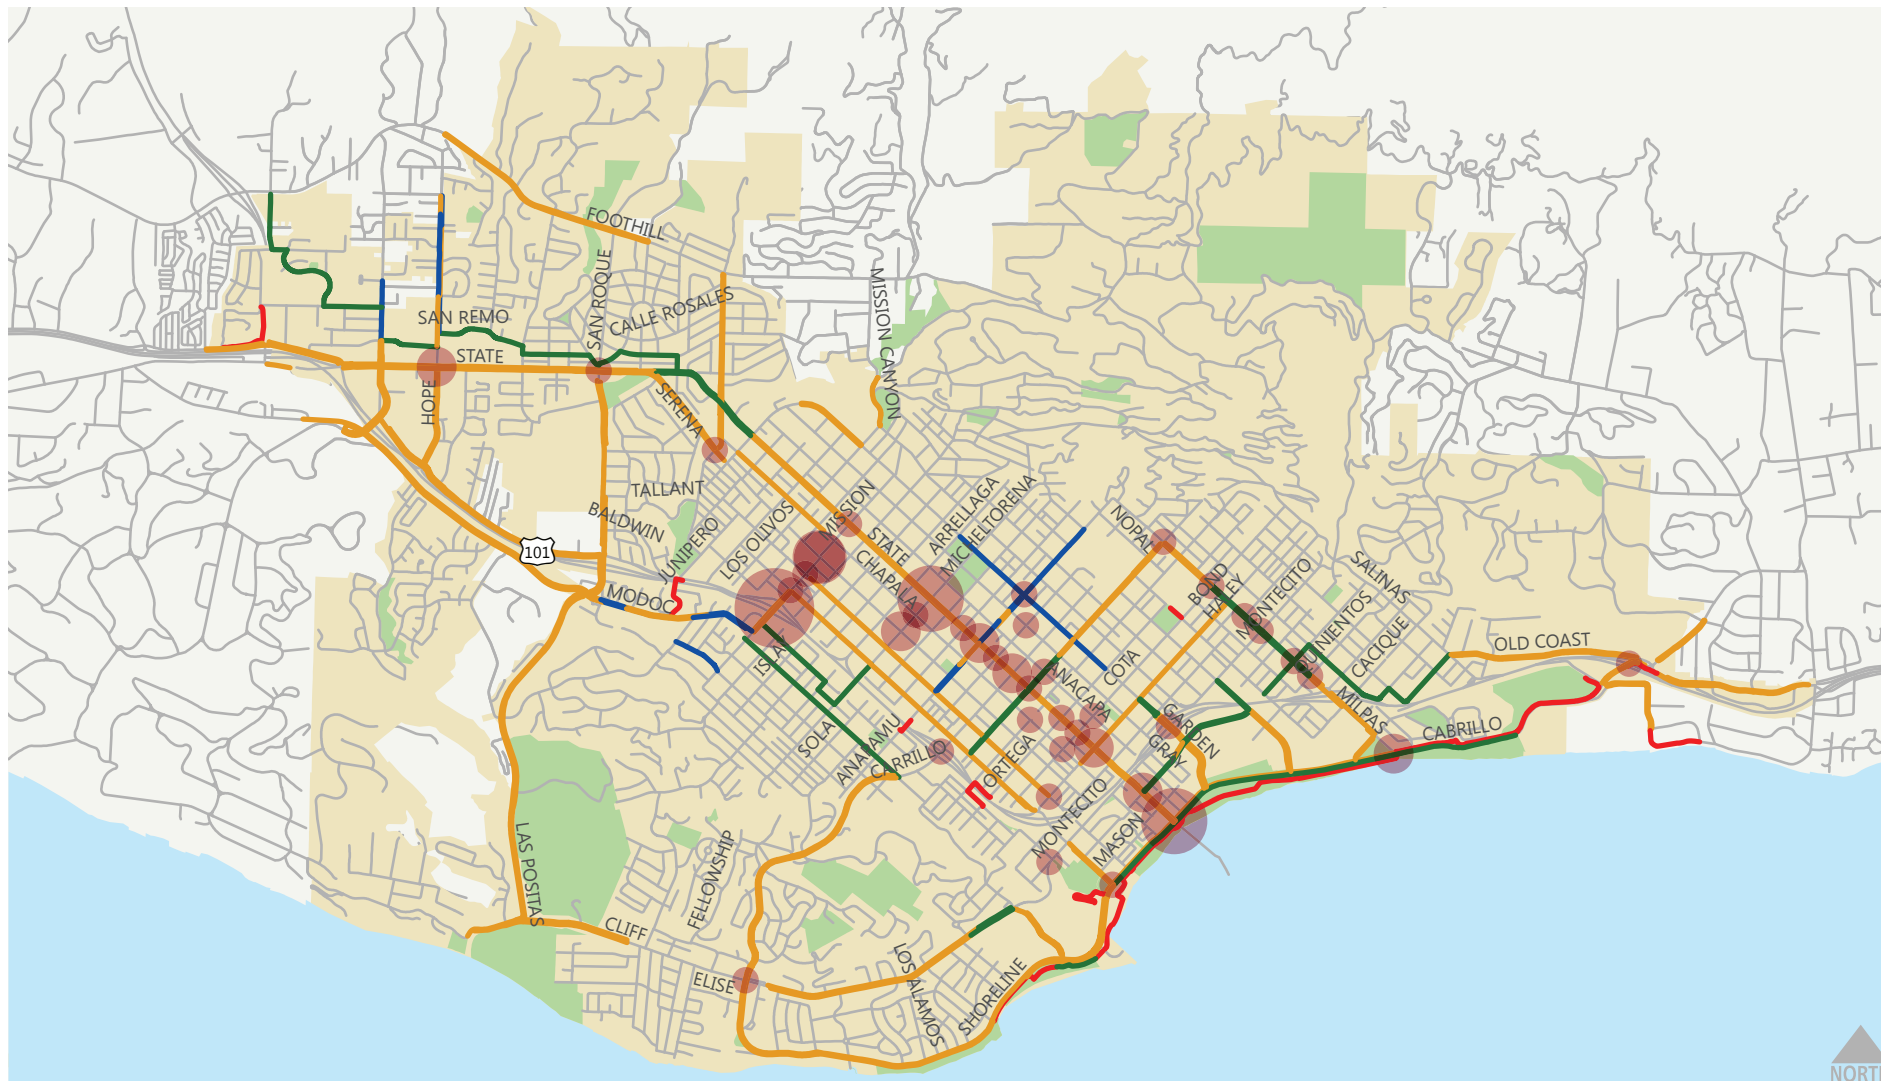 FOOTHILL
SAN ROQUE
CALLE ROSALES
MISSION CANYON
SAN REMO
STATE
HOPE
SERENA
TALLANT
BALDWIN
101
JUNIPERO
LOS OLIVOS
MISSION
STATE
CHAPALA
ARRELLAGA
MICHELTORENA
NOPAL
BOND
HALEY
MONTECITO
SALINAS
QUINIENTOS
CACIQUE
OLD COAST
MODOC
ISLAY
COTA
ANACAPA
MILPAS
CABRILLO
GARDEN
GRAY
SOLA
ANAPAMU
CARRILLO
ORTEGA
MONTECITO
MASON
LAS POSITAS
FELLOWSHIP
CLIFF
ELISE
LOS ALAMOS
SHORELINE
NORTH